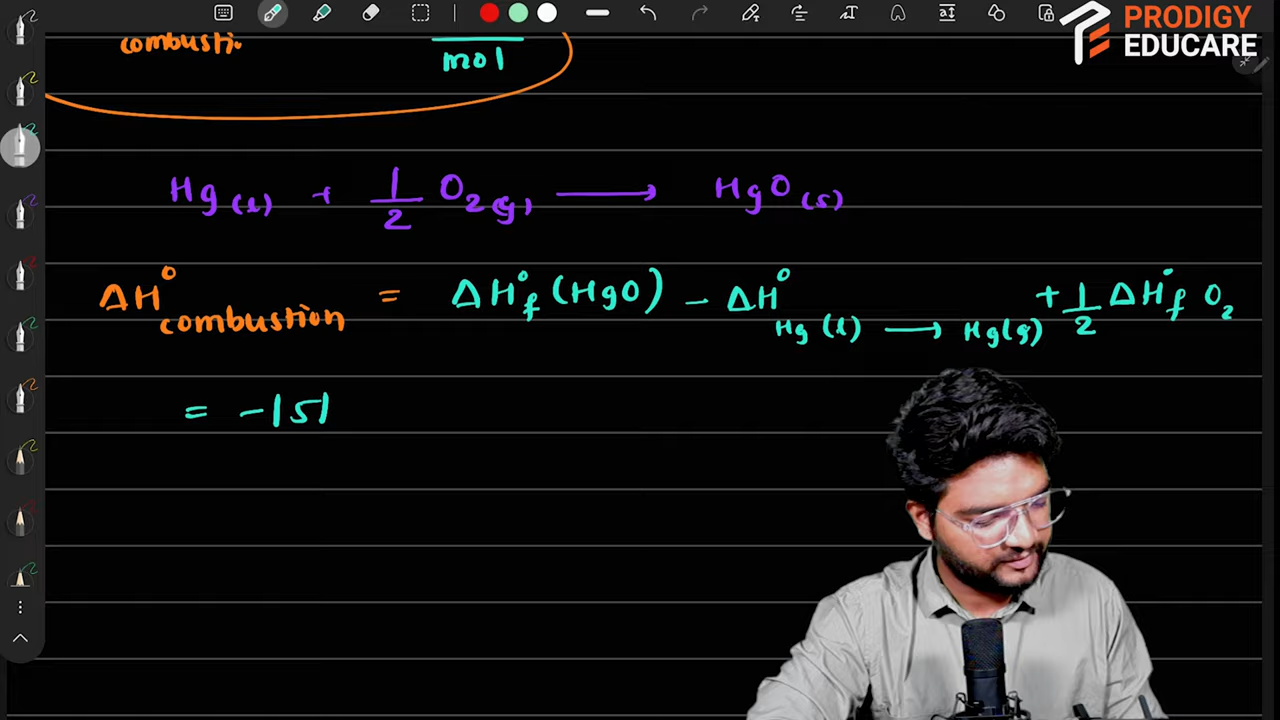 PRODIGY
EDUCARE
combusti
mol
Hg(l) + 1/2 O₂(g) ⟶ HgO(s)
ΔH°combustion = ΔH°f (HgO) – ΔH°Hg(l) ⟶ Hg(g) + 1/2 ΔH°f O₂
= –151